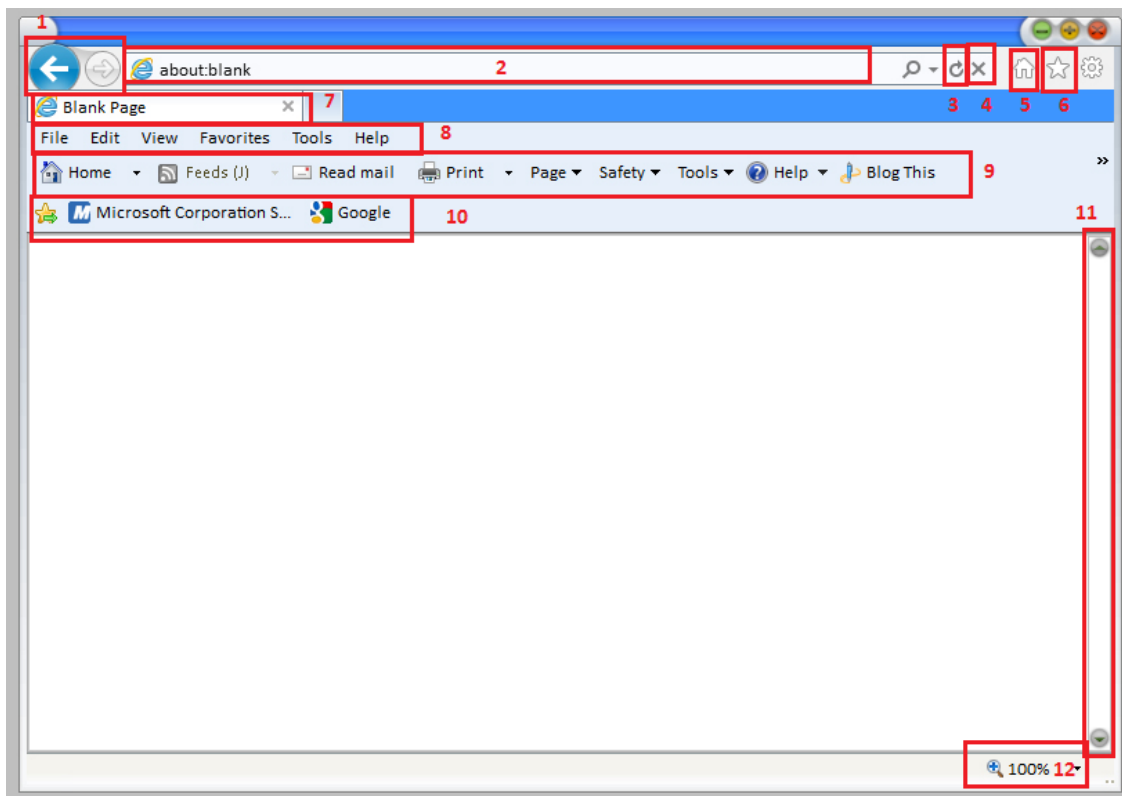 1
about:blank 2
3 4 5 6
Blank Page 7
File Edit View Favorites Tools Help 8
Home Feeds (J) Read mail Print Page Safety Tools Help Blog This 9 »
Microsoft Corporation S... Google 10
11
100% 12